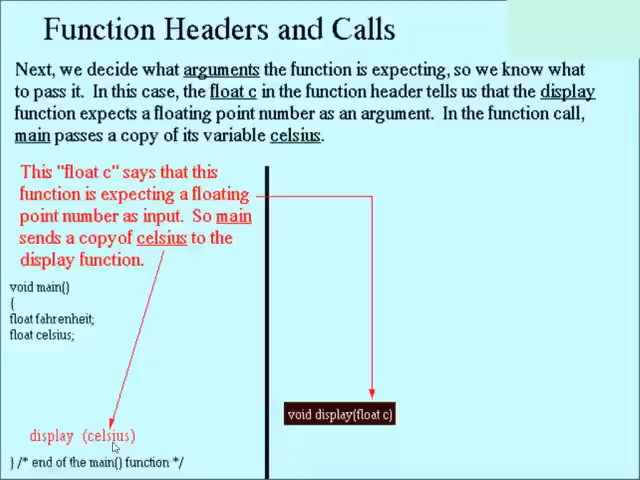 Function Headers and Calls
Next, we decide what arguments the function is expecting, so we know what
to pass it. In this case, the float c in the function header tells us that the display
function expects a floating point number as an argument. In the function call,
main passes a copy of its variable celsius.
This "float c" says that this
function is expecting a floating
point number as input. So main
sends a copyof celsius to the
display function.
void main()
{
float fahrenheit;
float celsius;
void display(float c)
display (celsius)
} /* end of the main() function */